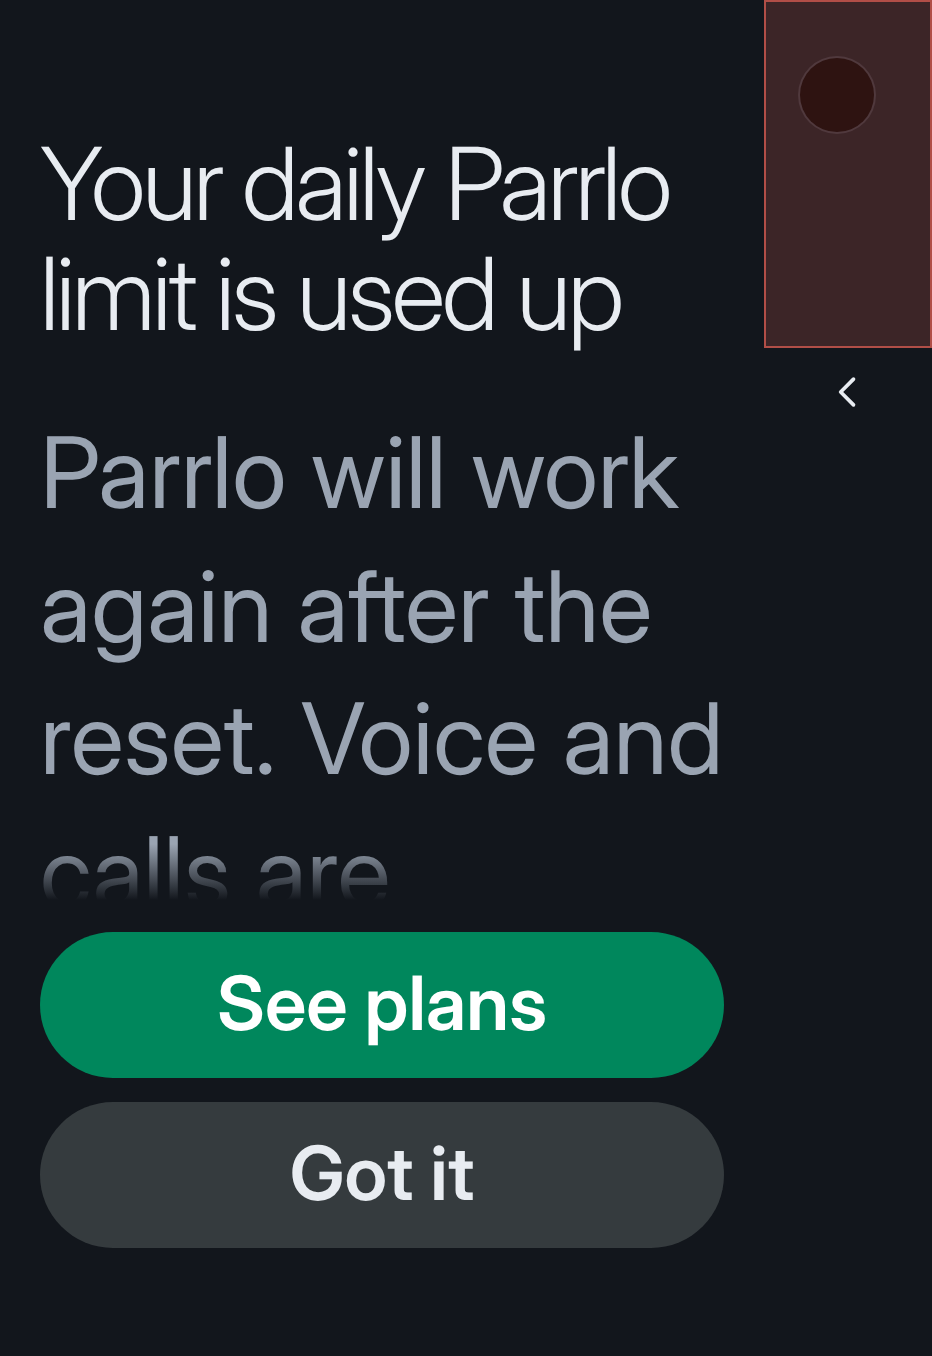 Your daily Parrlo
limit is used up
Parrlo will work
again after the
reset. Voice and
calls are
See plans
Got it